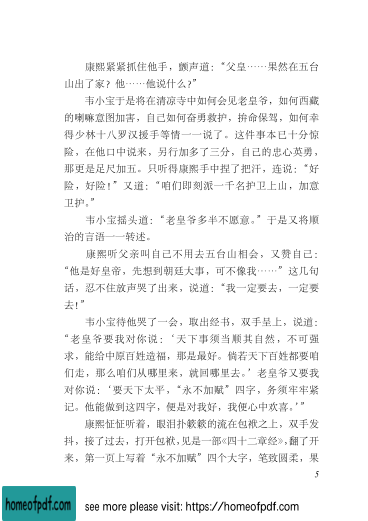 康熙紧紧抓住他手，颤声道：“父皇……果然在五台
山出了家？他……他说什么？”
韦小宝于是将在清凉寺中如何会见老皇爷，如何西藏
的喇嘛意图加害，自己如何奋勇救护，拚命保驾，如何幸
得少林十八罗汉援手等情一一说了。这件事本已十分惊
险，在他口中说来，另行加多了三分，自己的忠心英勇，
那更是足尺加五。只听得康熙手中捏了把汗，连说：“好
险，好险！”又道：“咱们即刻派一千名护卫上山，加意
卫护。”
韦小宝摇头道：“老皇爷多半不愿意。”于是又将顺
治的言语一一转述。
康熙听父亲叫自己不用去五台山相会，又赞自己：
“他是好皇帝，先想到朝廷大事，可不像我……”这几句
话，忍不住放声哭了出来，说道：“我一定要去，一定要
去！”
韦小宝待他哭了一会，取出经书，双手呈上，说道：
“老皇爷要我对你说：‘天下事须当顺其自然，不可强
求，能给中原百姓造福，那是最好。倘若天下百姓都要咱
们走，那么咱们从哪里来，就回哪里去。’老皇爷又要我
对你说：‘要天下太平，“永不加赋”四字，务须牢牢紧
记。他能做到这四字，便是对我好，我便心中欢喜。’”
康熙怔怔听着，眼泪扑簌簌的流在包袱之上，双手发
抖，接了过去，打开包袱，见是一部《四十二章经》，翻了开
来，第一页上写着“永不加赋”四个大字，笔致圆柔，果
5
homeofpdf.com
see more please visit: https://homeofpdf.com